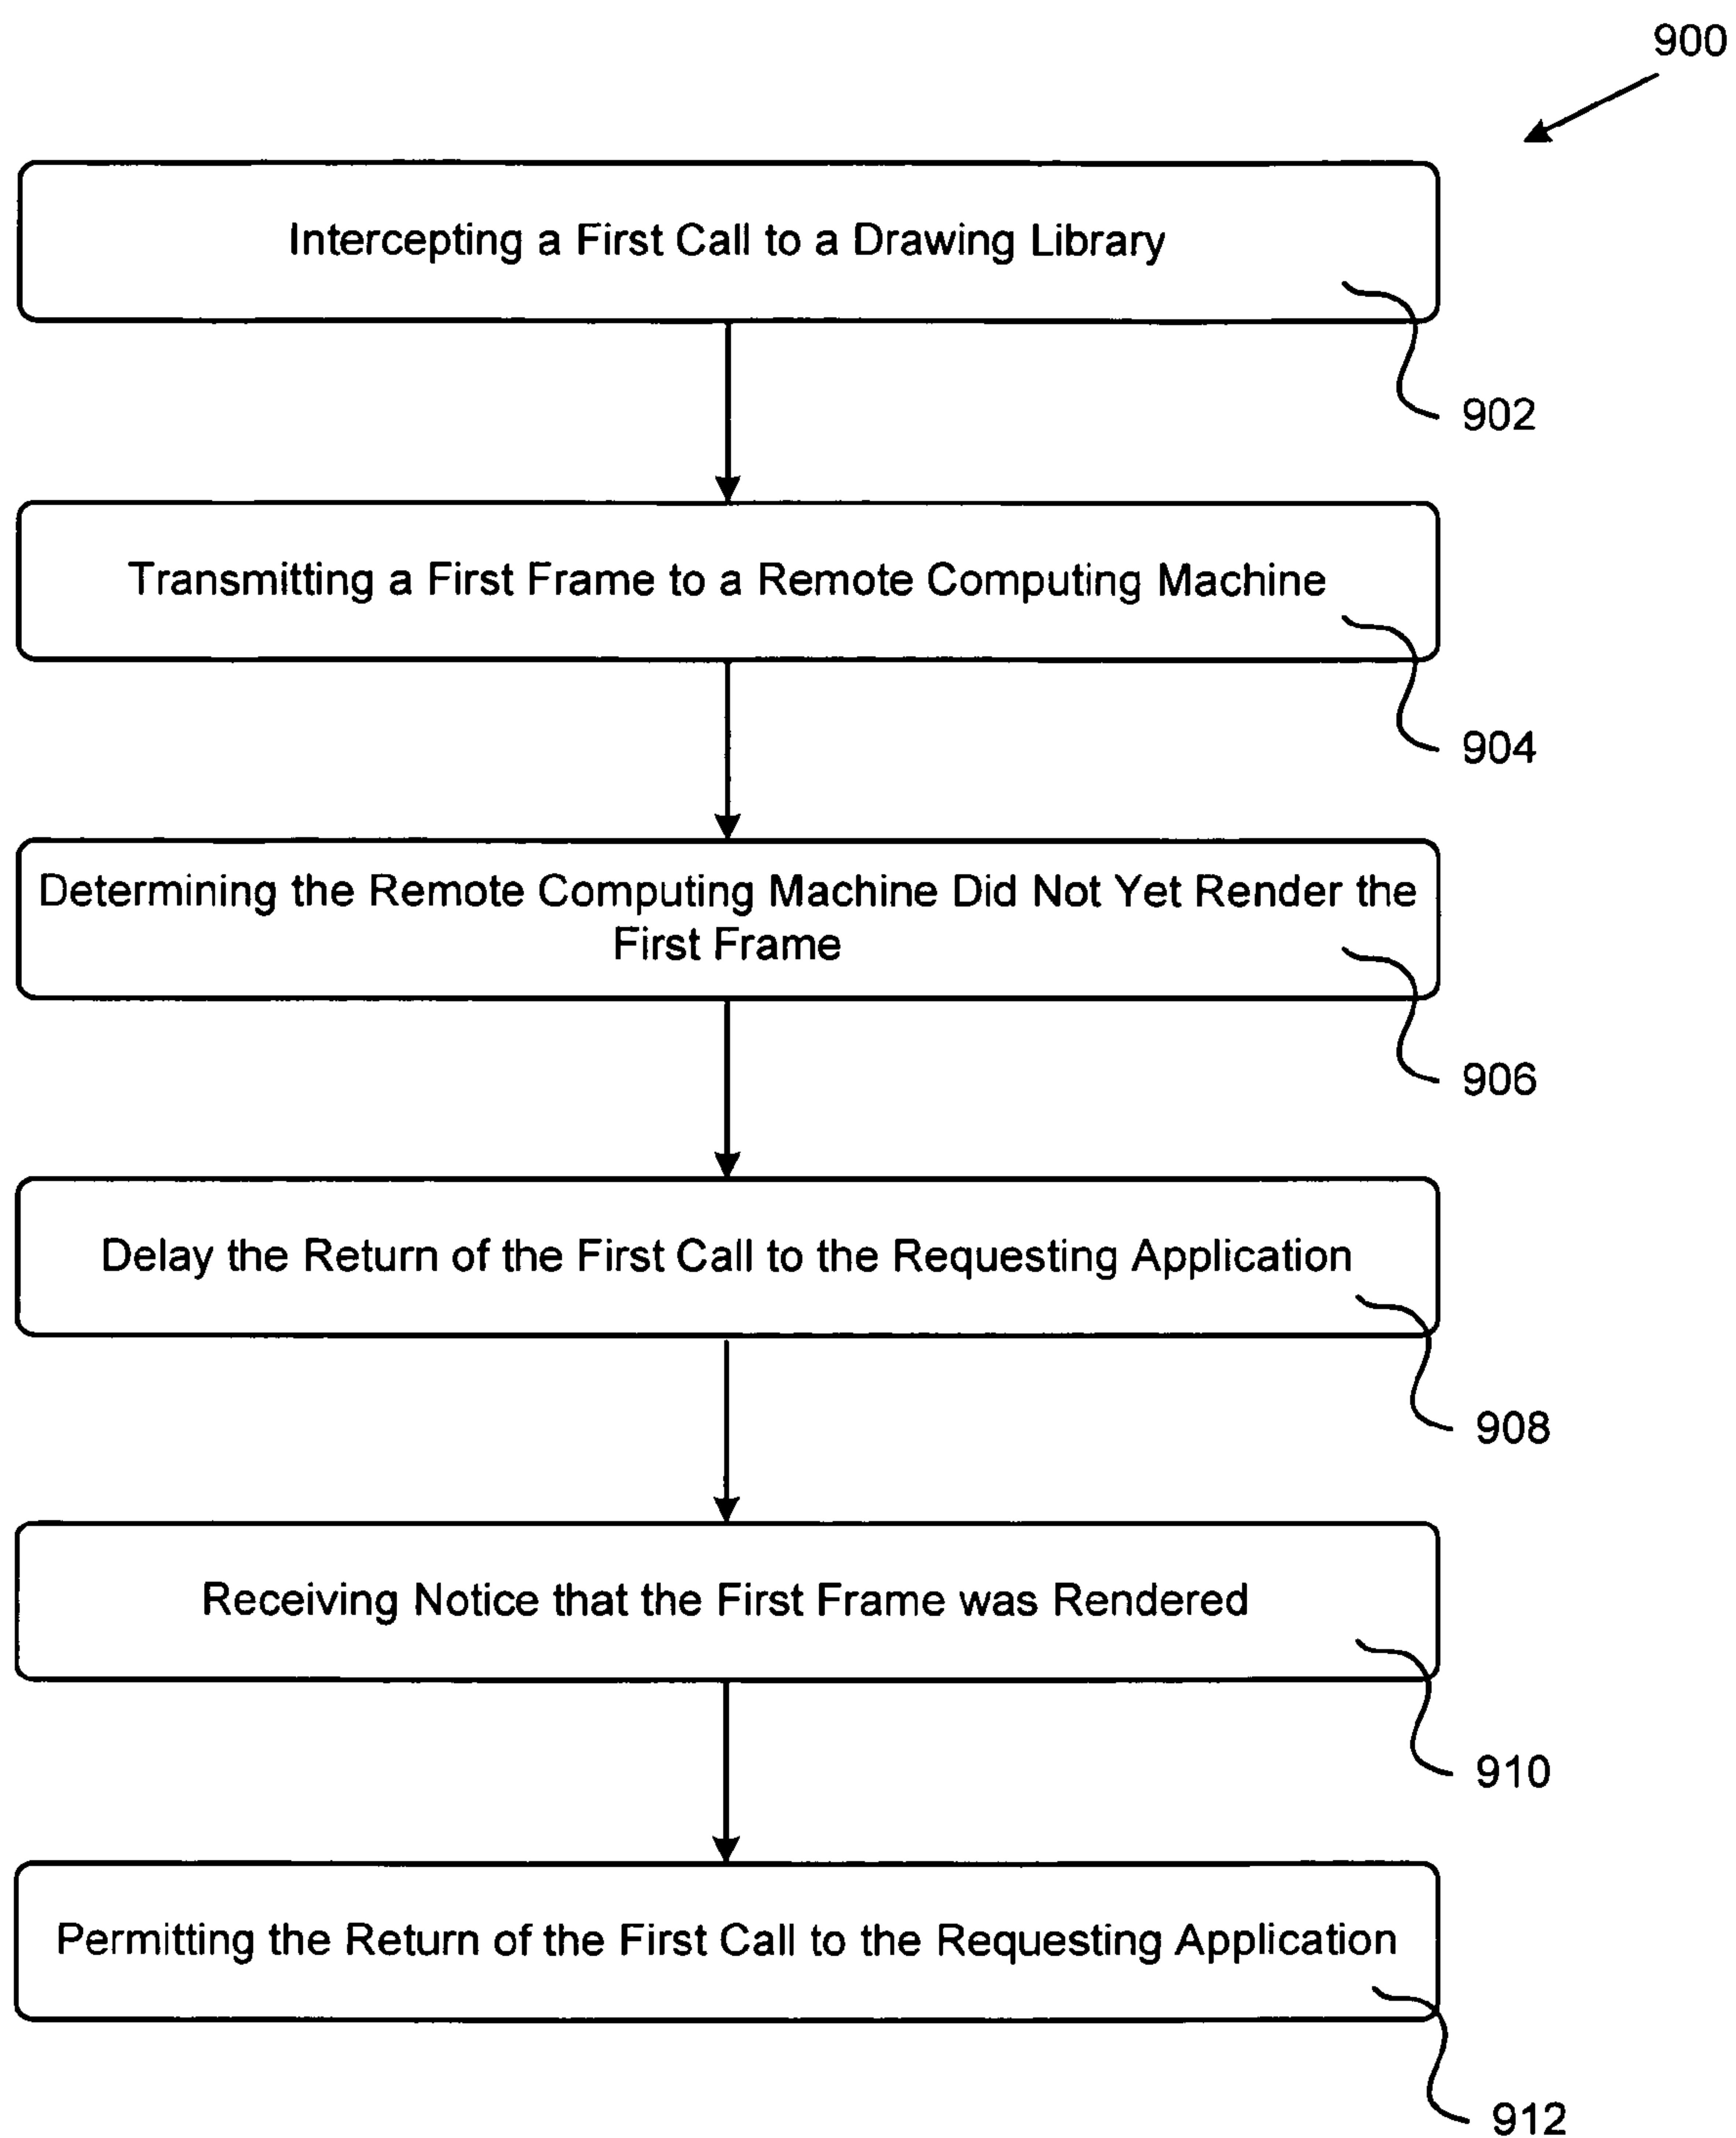 900
Intercepting a First Call to a Drawing Library
902
Transmitting a First Frame to a Remote Computing Machine
904
Determining the Remote Computing Machine Did Not Yet Render the
First Frame
906
Delay the Return of the First Call to the Requesting Application
908
Receiving Notice that the First Frame was Rendered
910
Permitting the Return of the First Call to the Requesting Application
912